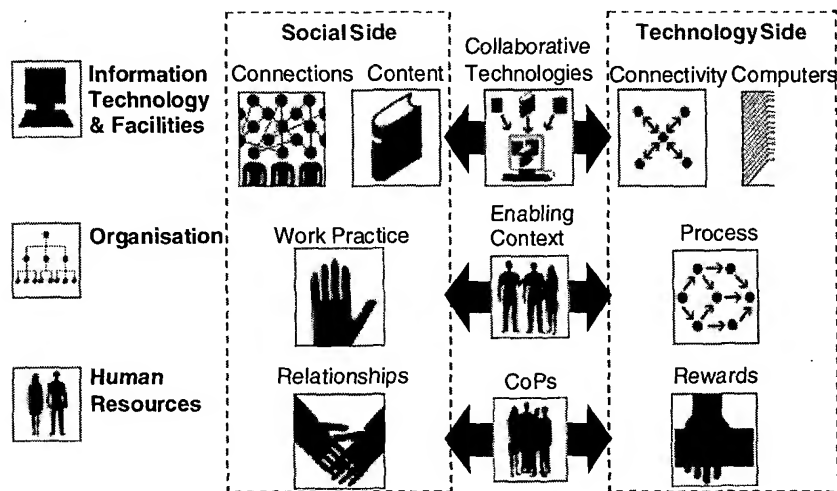 Social Side
Collaborative
Technologies
Technology Side
Information
Technology
& Facilities
Connections Content
Connectivity Computers
Organisation
Work Practice
Enabling
Context
Process
Human
Resources
Relationships
CoPs
Rewards